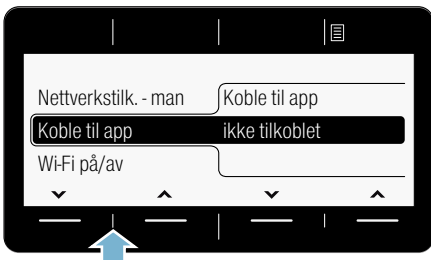 Nettverkstilk. - man
Koble til app
Koble til app
ikke tilkoblet
Wi-Fi på/av